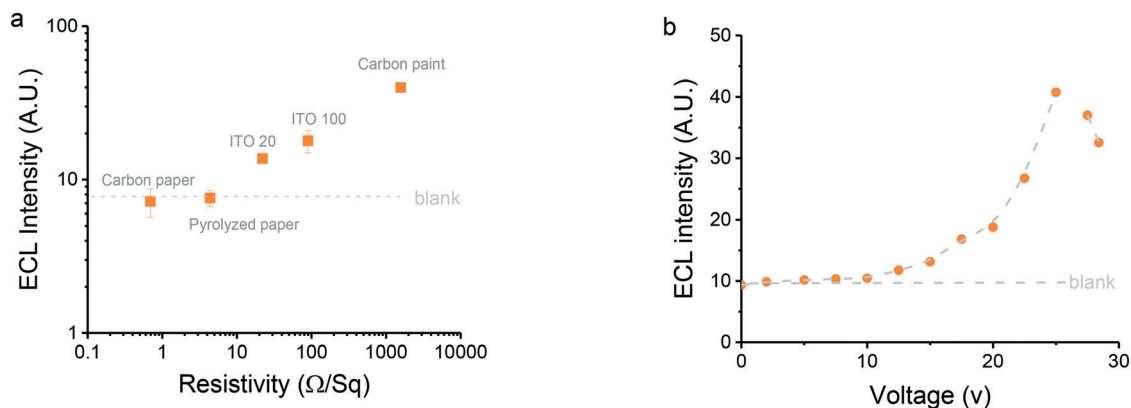 a
100
10
1
ECL Intensity (A.U.)
Carbon paint
ITO 100
ITO 20
Carbon paper
blank
Pyrolyzed paper
0.1 1 10 100 1000 10000
Resistivity (Ω/Sq)
b
50
40
30
20
10
0
ECL intensity (A.U.)
blank
0 10 20 30
Voltage (v)